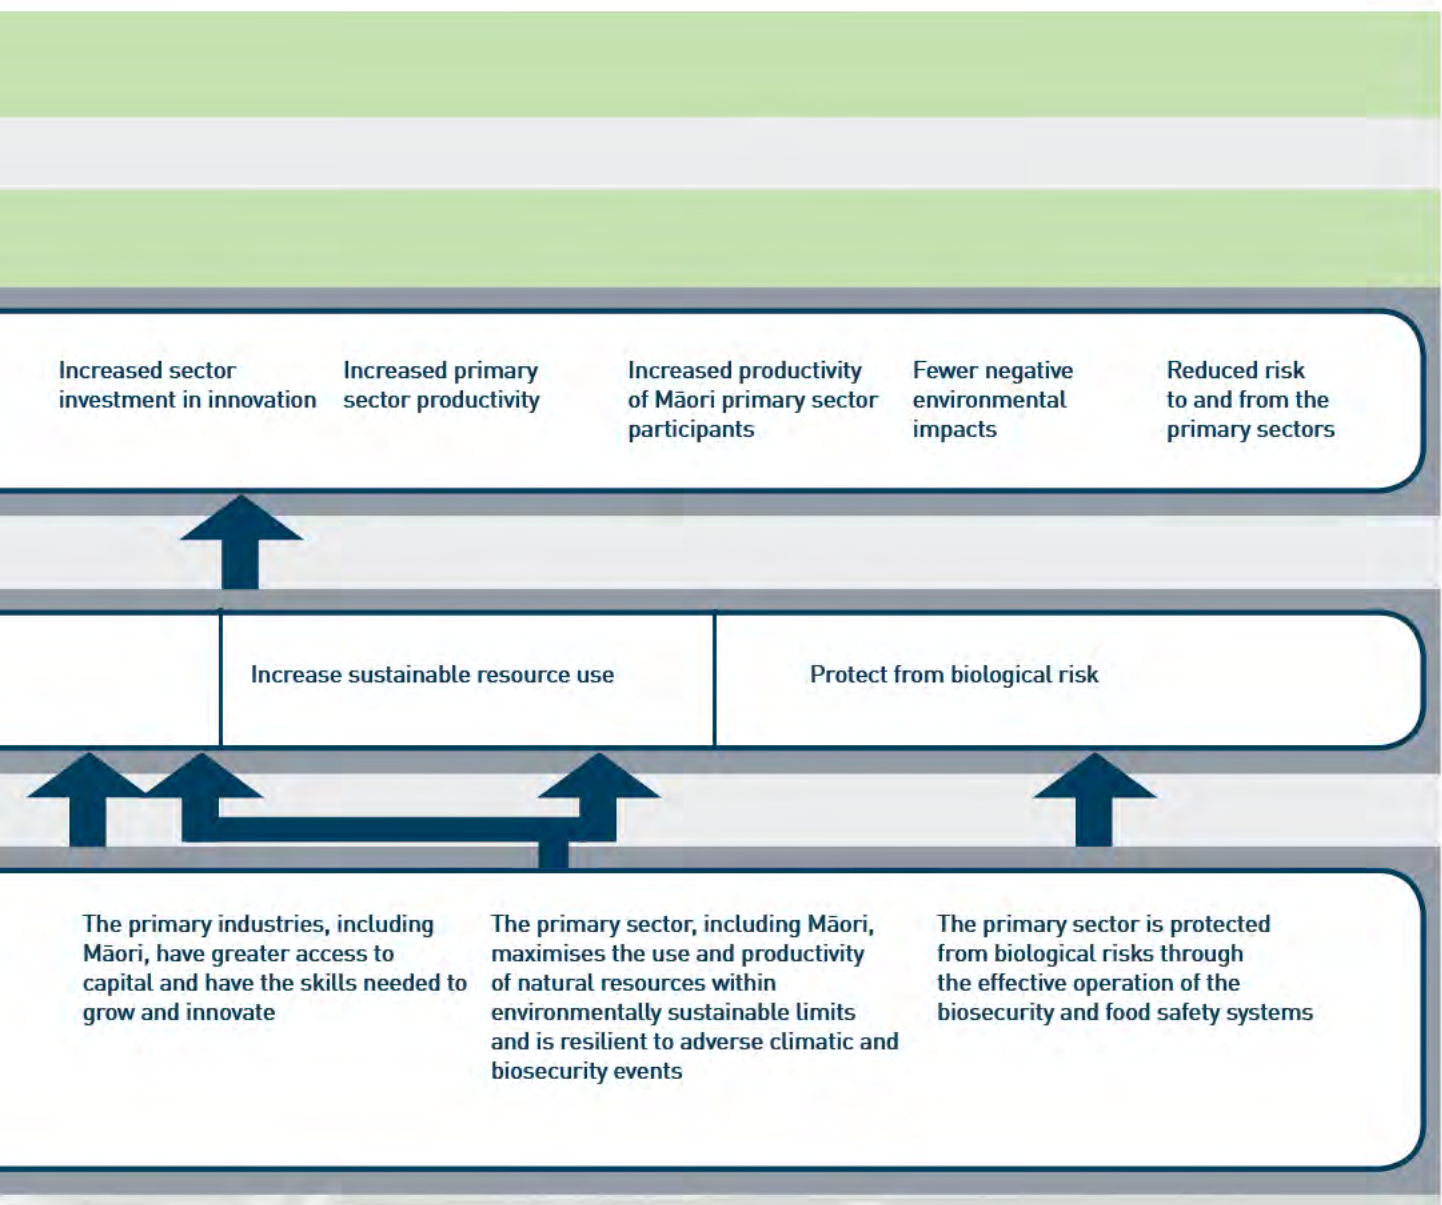 Increased sector
investment in innovation
Increased primary
sector productivity
Increased productivity
of Māori primary sector
participants
Fewer negative
environmental
impacts
Reduced risk
to and from the
primary sectors
Increase sustainable resource use
Protect from biological risk
The primary industries, including
Māori, have greater access to
capital and have the skills needed to
grow and innovate
The primary sector, including Māori,
maximises the use and productivity
of natural resources within
environmentally sustainable limits
and is resilient to adverse climatic and
biosecurity events
The primary sector is protected
from biological risks through
the effective operation of the
biosecurity and food safety systems